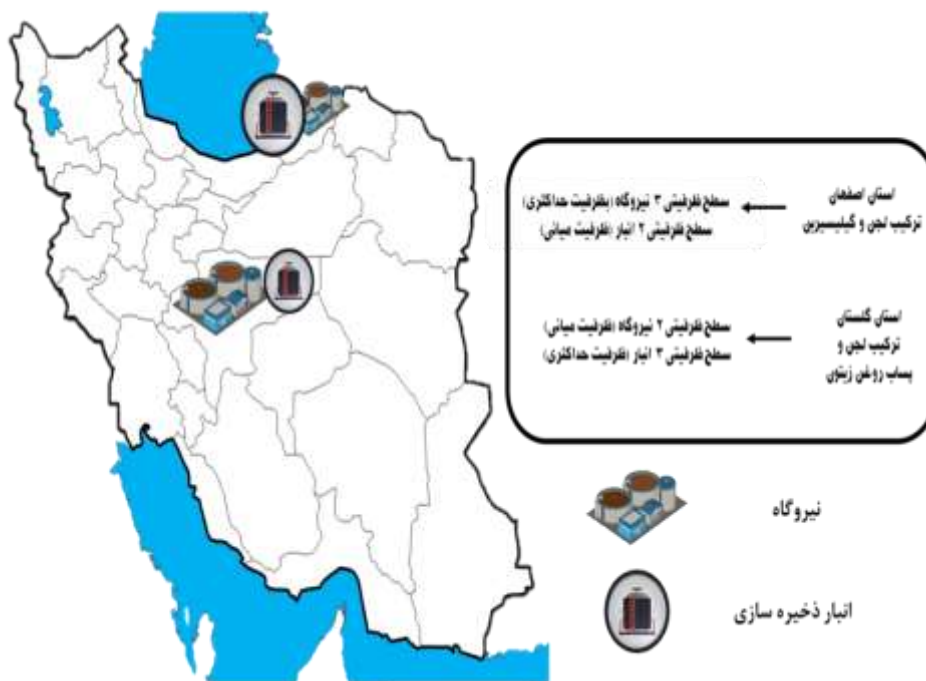 استان اصفهان
ترکیب لجن و گیلیسیرین
سطح ظرفیتی ۳ نیروگاه (بظرفیت حداکثری)
سطح ظرفیتی ۲ انبار (ظرفیت میانی)
استان گلستان
ترکیب لجن و
پساب روغن زیتون
سطح ظرفیتی ۲ نیروگاه (ظرفیت میانی)
سطح ظرفیتی ۳ انبار (ظرفیت حداکثری)
نیروگاه
انبار ذخیره سازی